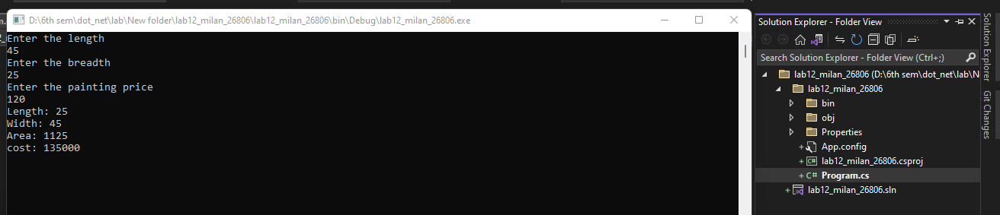 D:\6th sem\dot_net\lab\New folder\lab12_milan_26806\lab12_milan_26806\bin\Debug\lab12_milan_26806.exe
Enter the length
45
Enter the breadth
25
Enter the painting price
120
Length: 25
Width: 45
Area: 1125
cost: 135000
Solution Explorer - Folder View
Search Solution Explorer - Folder View (Ctrl+;)
lab12_milan_26806 (D:\6th sem\dot_net\lab\N
lab12_milan_26806
bin
obj
Properties
App.config
lab12_milan_26806.csproj
Program.cs
lab12_milan_26806.sln
Solution Explorer
Git Changes